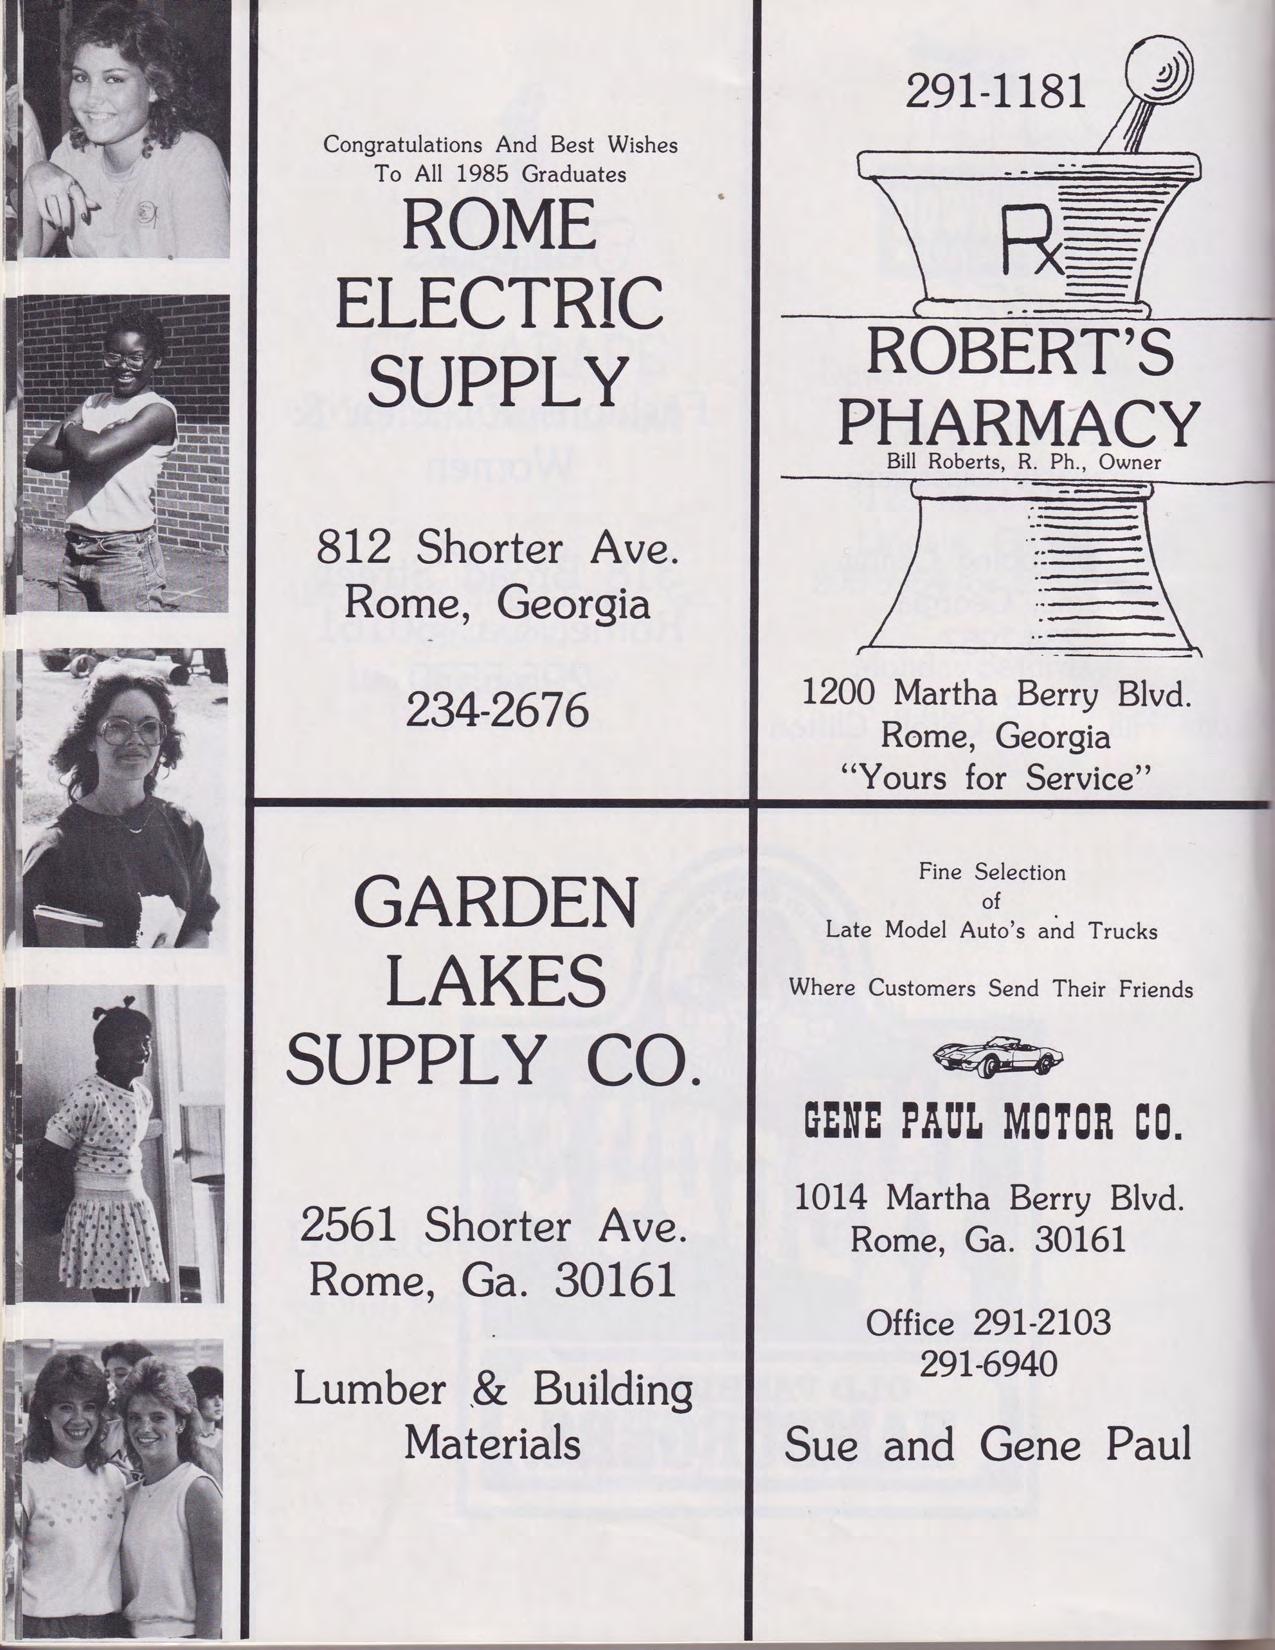 Congratulations And Best Wishes
To All 1985 Graduates
ROME
ELECTRIC
SUPPLY
812 Shorter Ave.
Rome, Georgia
234-2676
291-1181
Rx
ROBERT'S
PHARMACY
Bill Roberts, R. Ph., Owner
1200 Martha Berry Blvd.
Rome, Georgia
"Yours for Service"
GARDEN
LAKES
SUPPLY CO.
2561 Shorter Ave.
Rome, Ga. 30161
Lumber & Building
Materials
Fine Selection
of
Late Model Auto's and Trucks
Where Customers Send Their Friends
GENE PAUL MOTOR CO.
1014 Martha Berry Blvd.
Rome, Ga. 30161
Office 291-2103
291-6940
Sue and Gene Paul